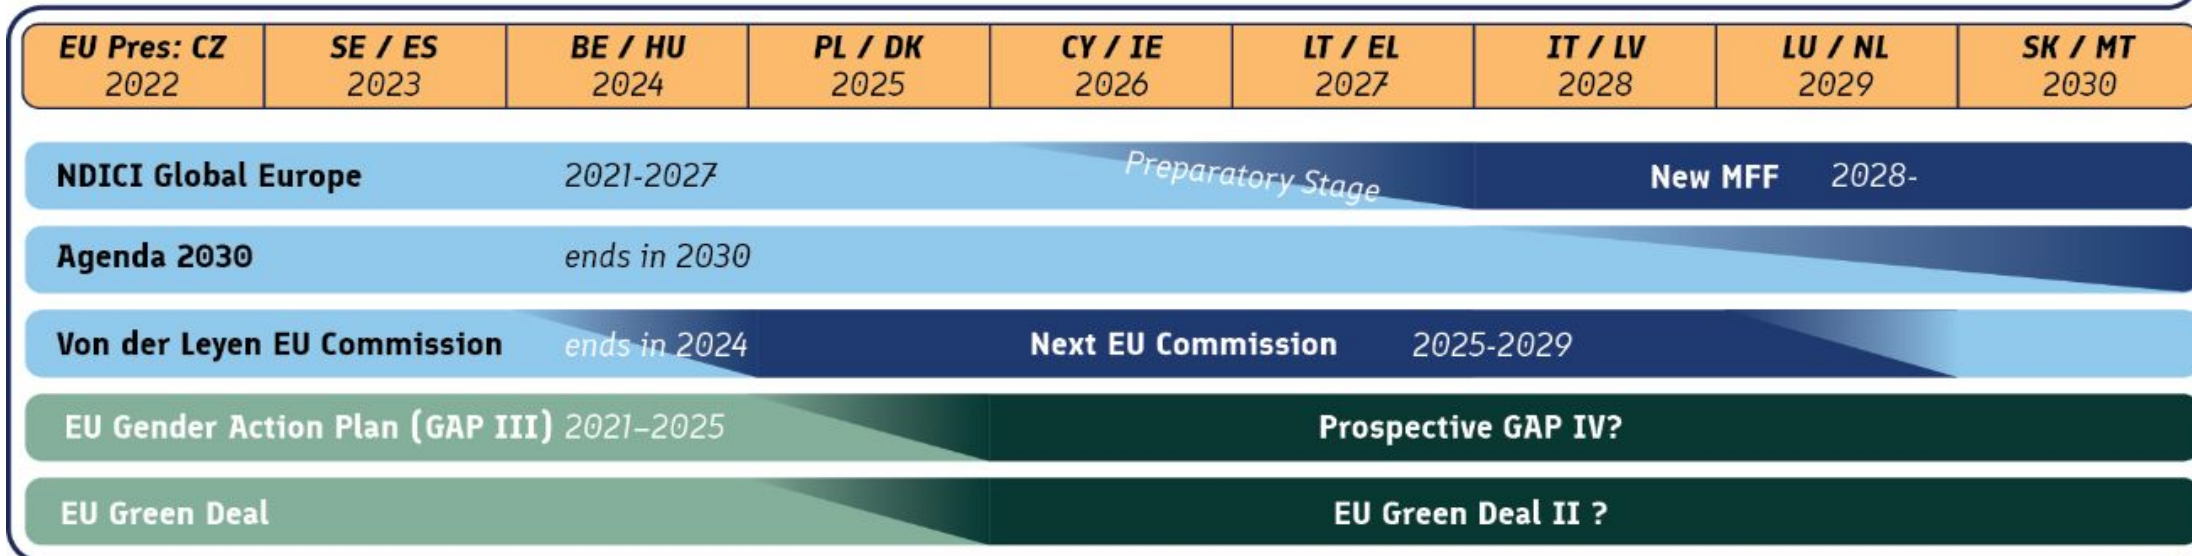 EU Pres: CZ SE / ES BE / HU PL / DK CY / IE LT / EL IT / LV LU / NL SK / MT
2022 2023 2024 2025 2026 2027 2028 2029 2030
NDICI Global Europe 2021-2027 Preparatory Stage New MFF 2028-
Agenda 2030 ends in 2030
Von der Leyen EU Commission ends in 2024 Next EU Commission 2025-2029
EU Gender Action Plan (GAP III) 2021–2025 Prospective GAP IV?
EU Green Deal EU Green Deal II ?